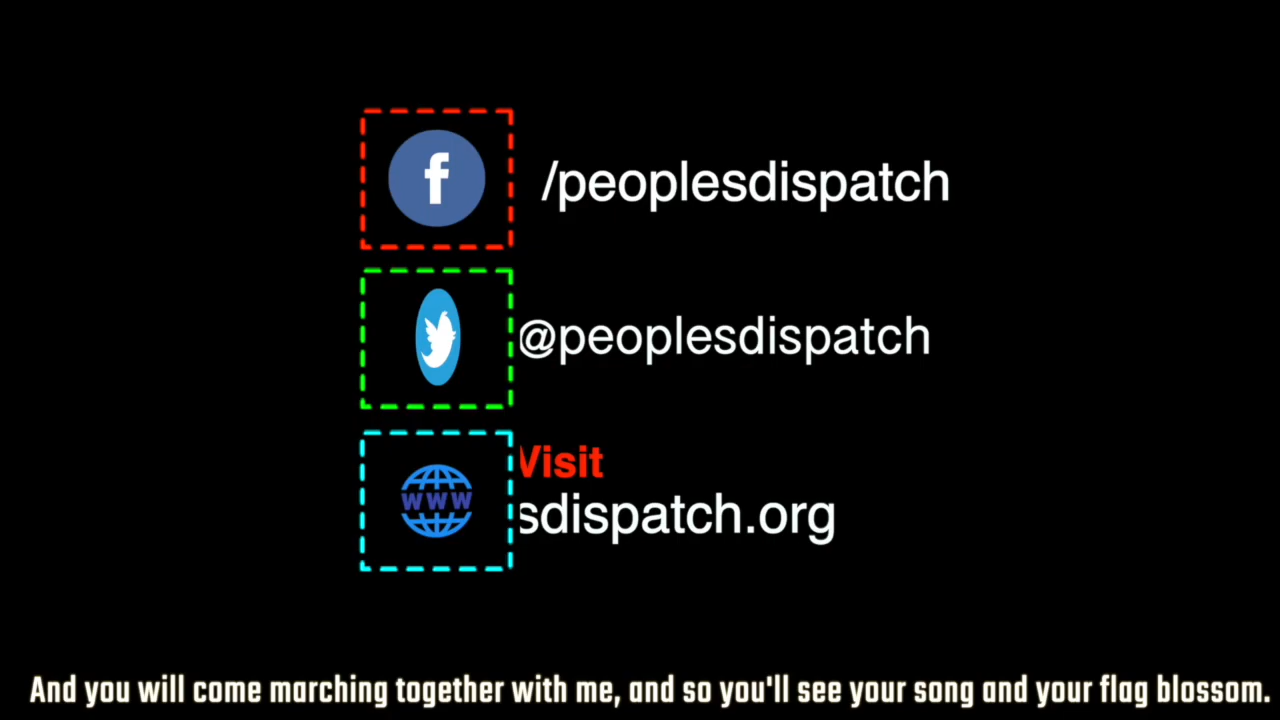 f
/peoplesdispatch
@peoplesdispatch
Visit
www
sdispatch.org
And you will come marching together with me, and so you'll see your song and your flag blossom.